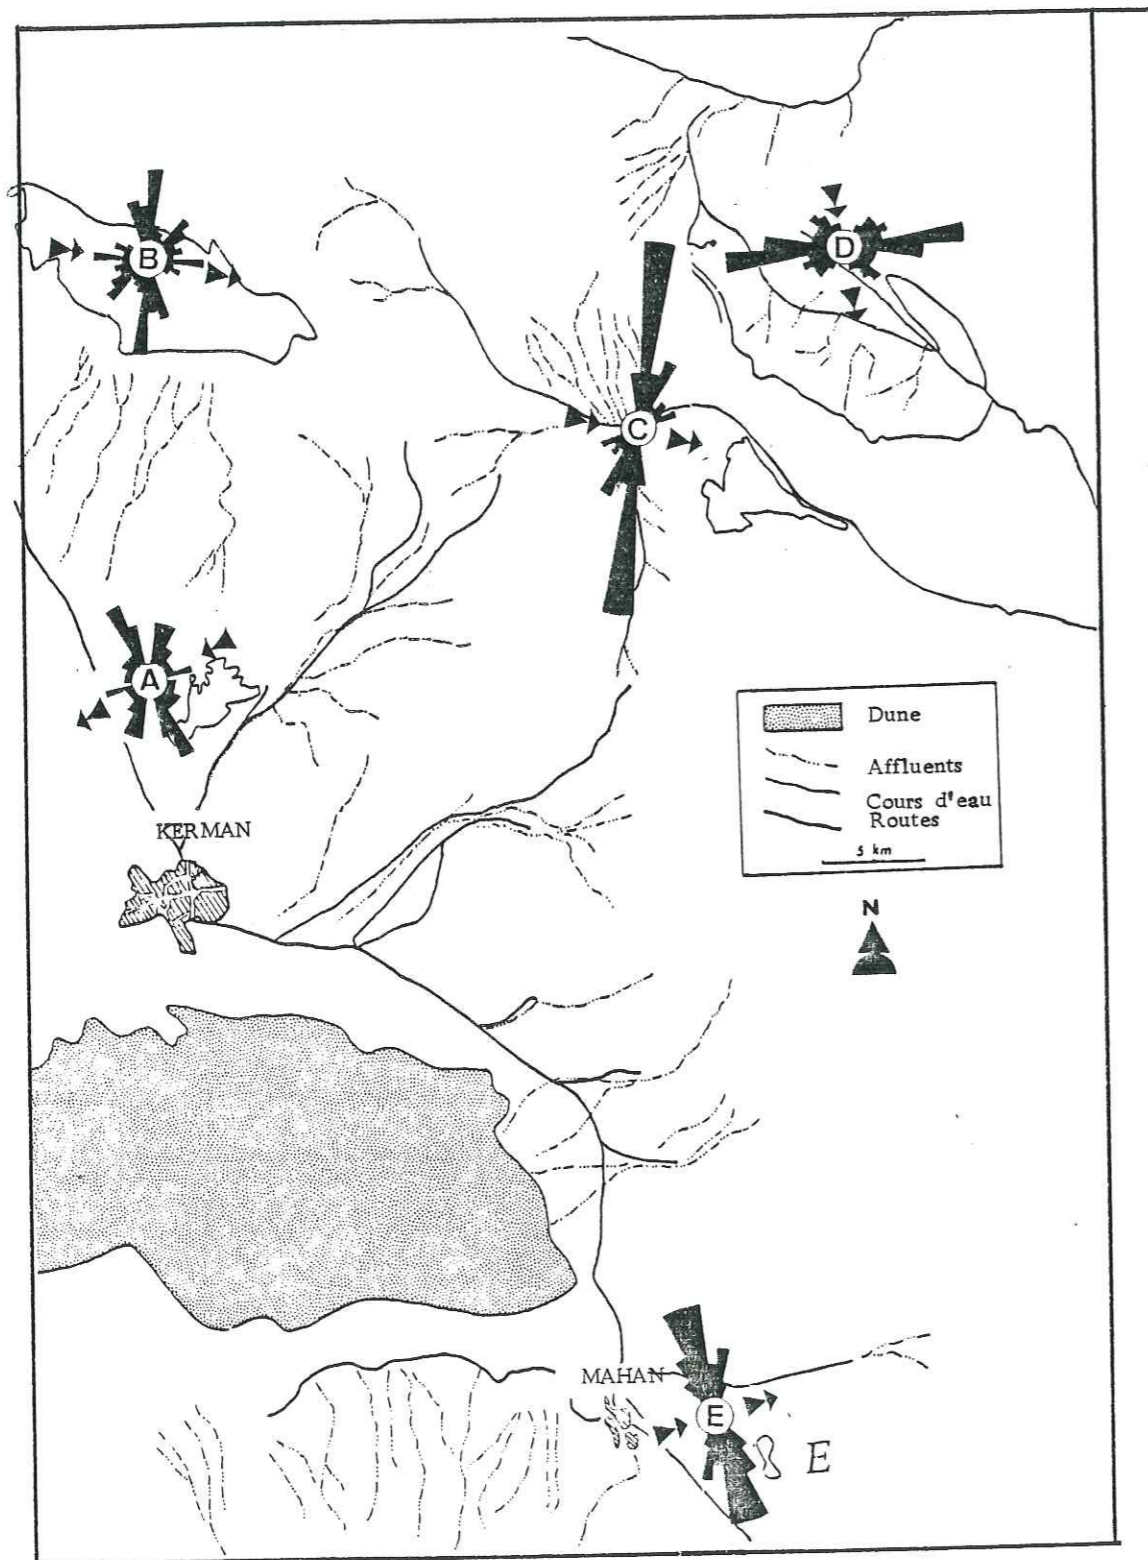 B
D
C
A
Dune
Affluents
Cours d'eau
Routes
5 km
KERMAN
N
MAHAN
E
E